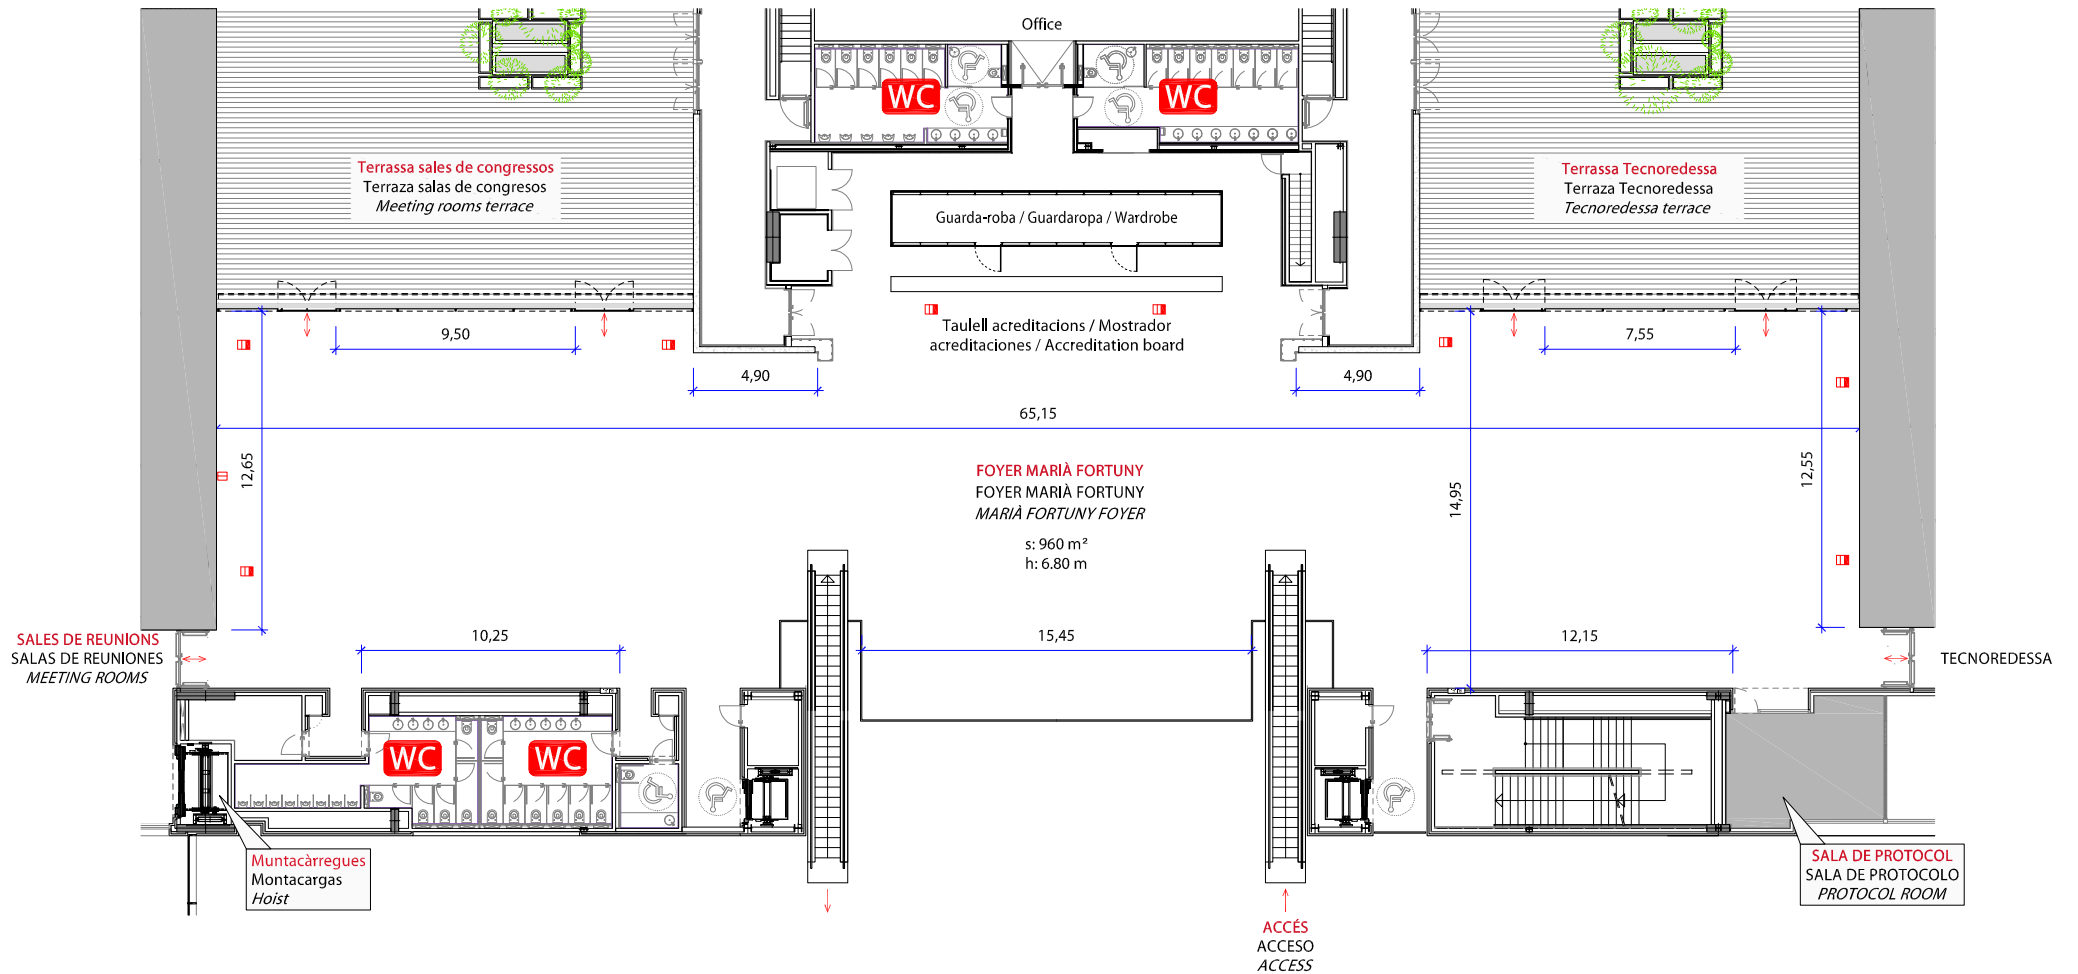 Office
WC
WC
Terrassa sales de congressos
Terraza salas de congresos
Meeting rooms terrace
Terrassa Tecnoredessa
Terraza Tecnoredessa
Tecnoredessa terrace
Guarda-roba / Guardaropa / Wardrobe
Taulell acreditacions / Mostrador
acreditaciones / Accreditation board
9,50
7,55
4,90
4,90
65,15
12,65
14,95
12,55
FOYER MARIÀ FORTUNY
FOYER MARIÀ FORTUNY
MARIÀ FORTUNY FOYER
s: 960 m²
h: 6.80 m
SALES DE REUNIONS
SALAS DE REUNIONES
MEETING ROOMS
10,25
15,45
12,15
TECNOREDESSA
WC
WC
Muntacàrregues
Montacargas
Hoist
SALA DE PROTOCOL
SALA DE PROTOCOLO
PROTOCOL ROOM
ACCÉS
ACCESO
ACCESS